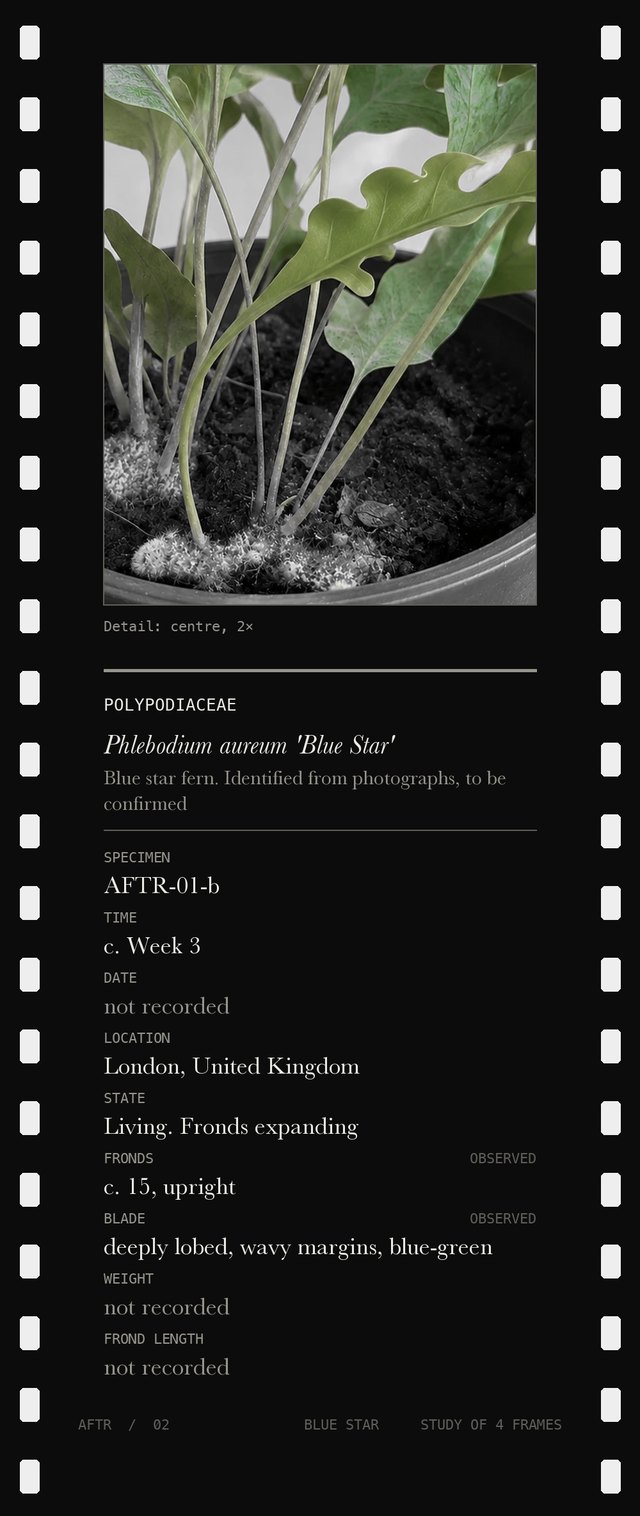 Detail: centre, 2×
POLYPODIACEAE
Phlebodium aureum 'Blue Star'
Blue star fern. Identified from photographs, to be
confirmed
SPECIMEN
AFTR-01-b
TIME
c. Week 3
DATE
not recorded
LOCATION
London, United Kingdom
STATE
Living. Fronds expanding
FRONDS OBSERVED
c. 15, upright
BLADE OBSERVED
deeply lobed, wavy margins, blue-green
WEIGHT
not recorded
FROND LENGTH
not recorded
AFTR / 02 BLUE STAR STUDY OF 4 FRAMES